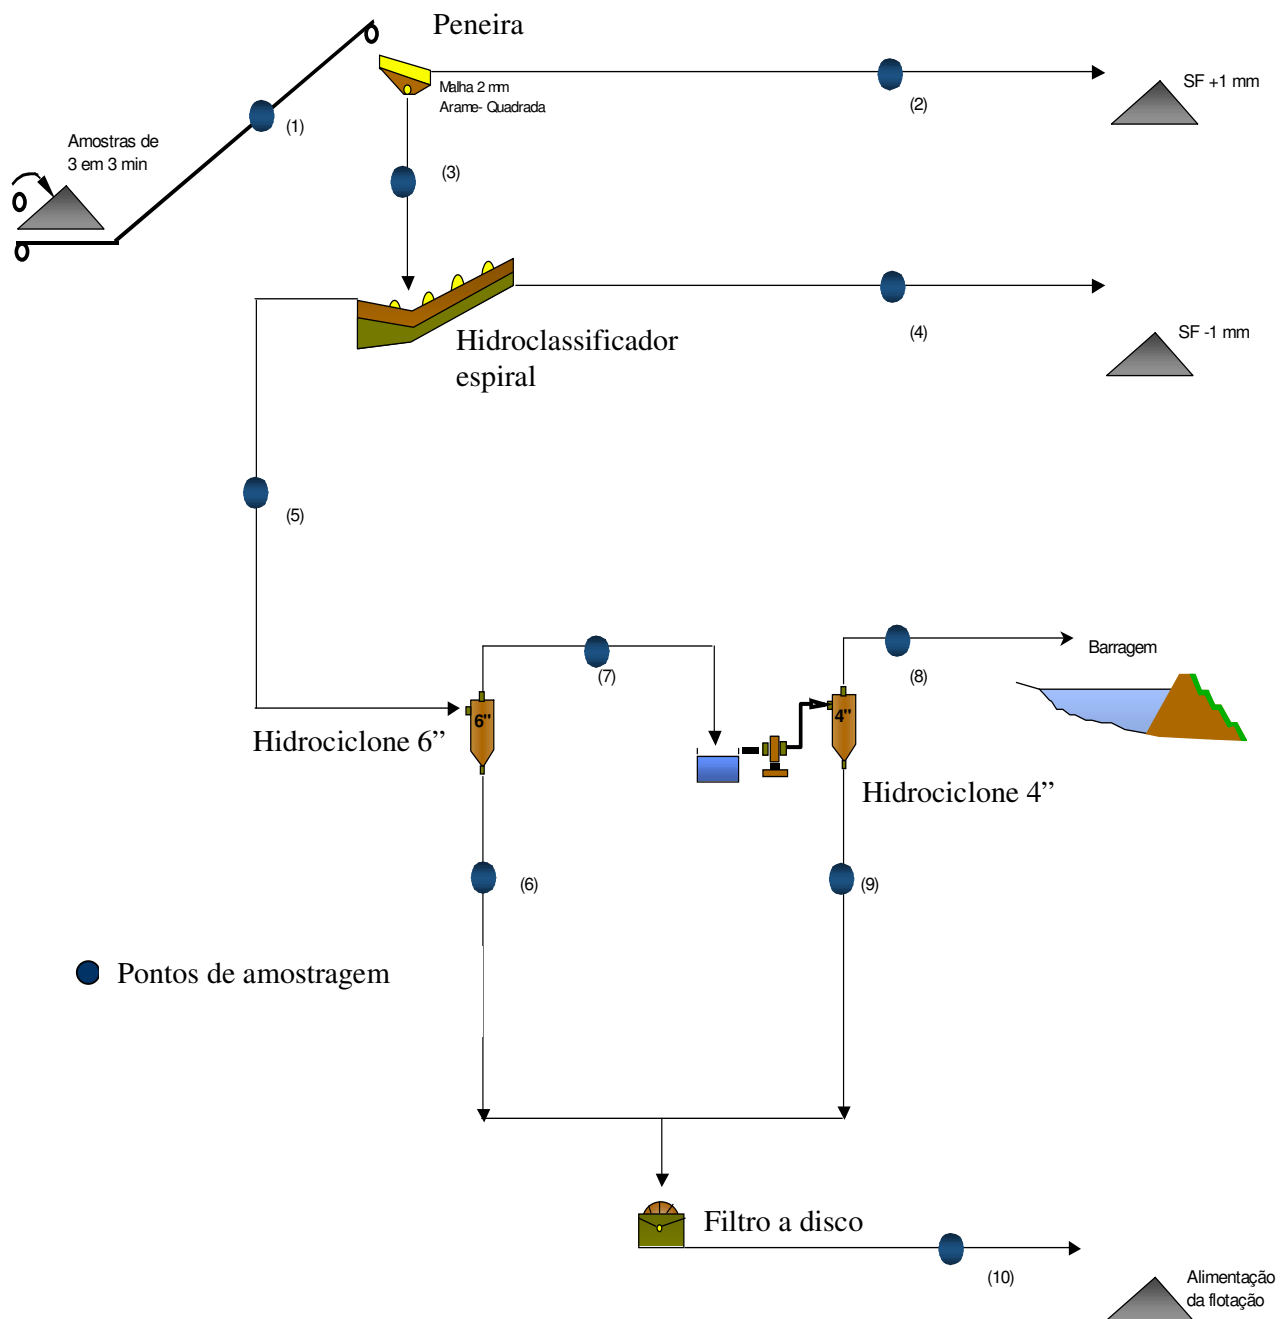 Peneira
Malha 2 mm
Arame- Quadrada
(2)
SF +1 mm
(1)
Amostras de
3 em 3 min
(3)
Hidroclassificador
espiral
(4)
SF -1 mm
(5)
(7)
(8)
Barragem
6"
4"
Hidrociclone 6”
Hidrociclone 4”
(6)
(9)
Pontos de amostragem
Filtro a disco
(10)
Alimentação
da flotação